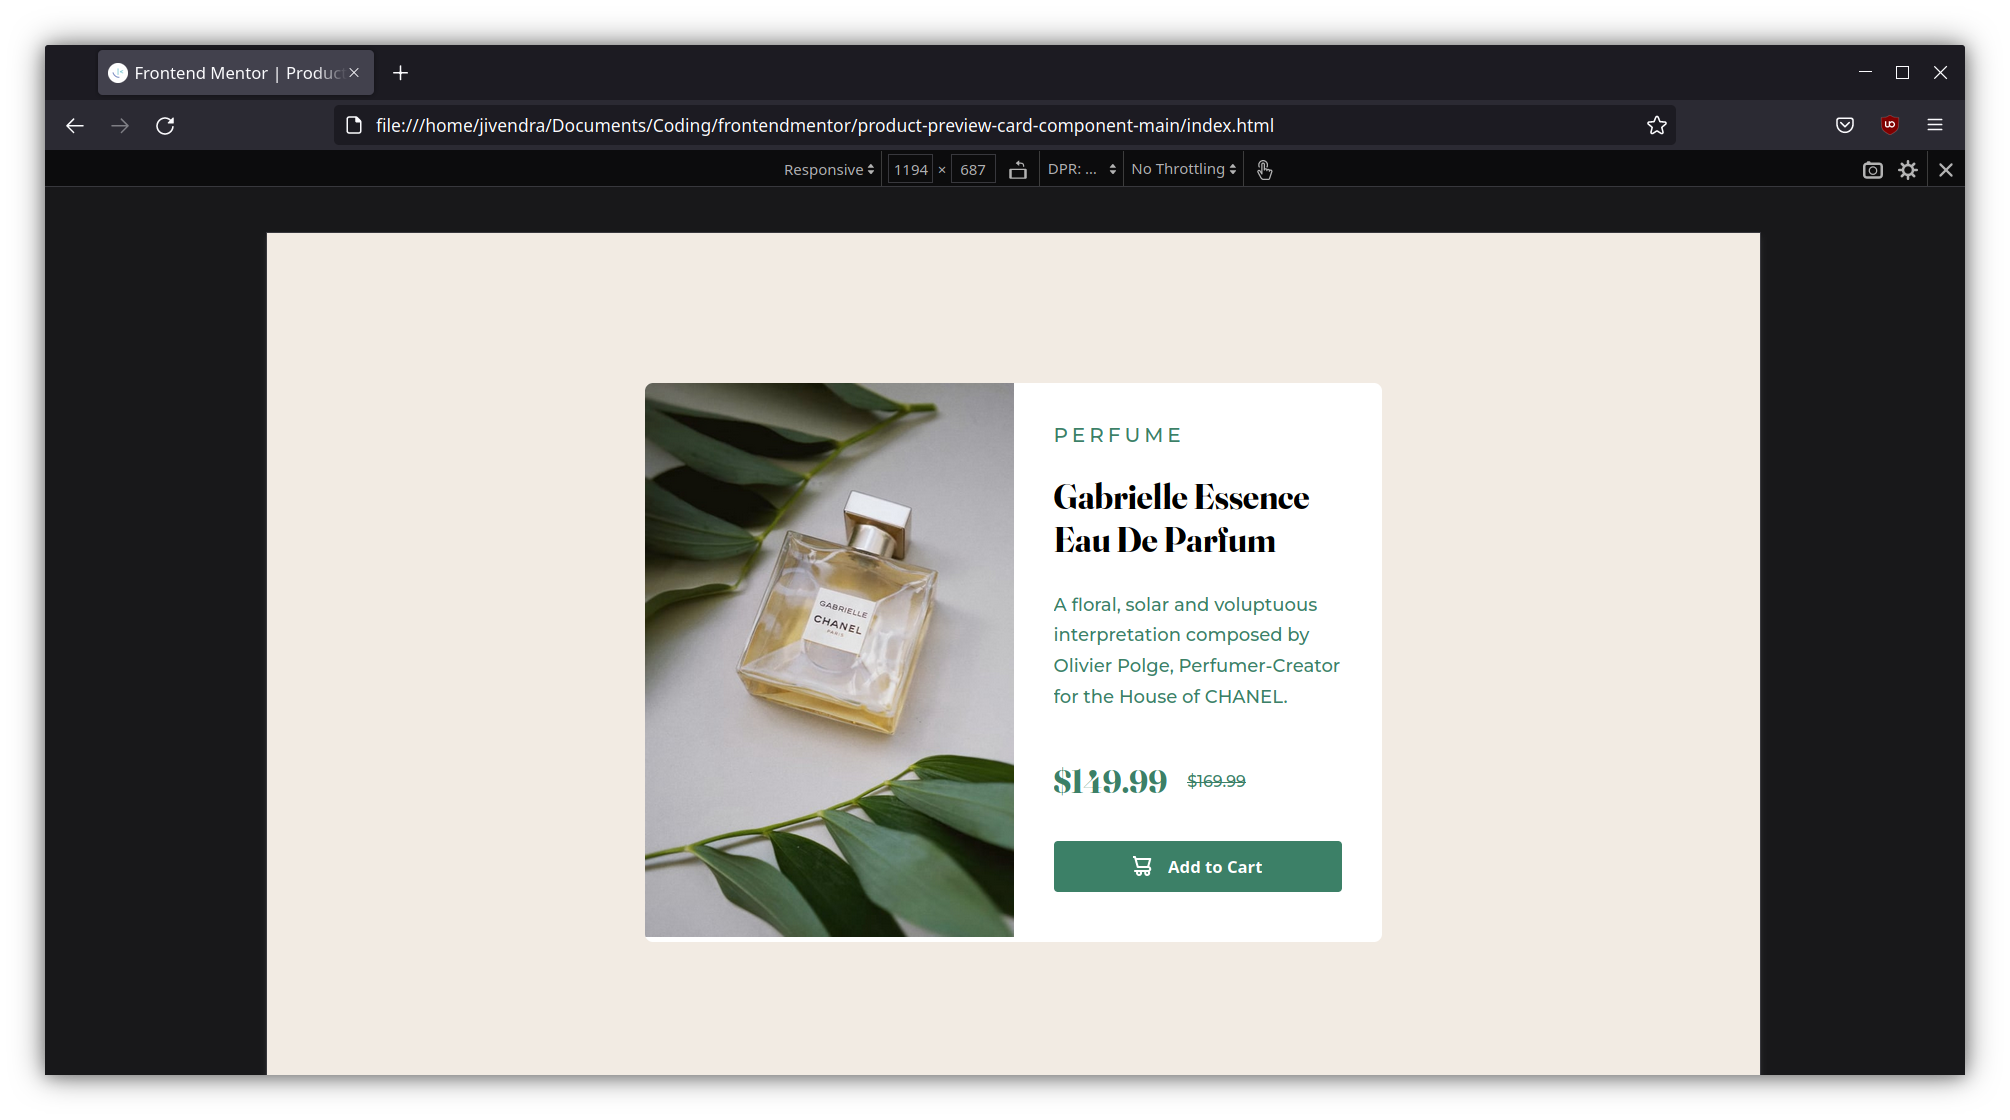 Frontend Mentor | Produc
file:///home/jivendra/Documents/Coding/frontendmentor/product-preview-card-component-main/index.html
Responsive 1194 × 687 DPR: ... No Throttling
PERFUME
Gabrielle Essence
Eau De Parfum
GABRIELLE
CHANEL
PARIS
A floral, solar and voluptuous
interpretation composed by
Olivier Polge, Perfumer-Creator
for the House of CHANEL.
$149.99 $169.99
Add to Cart